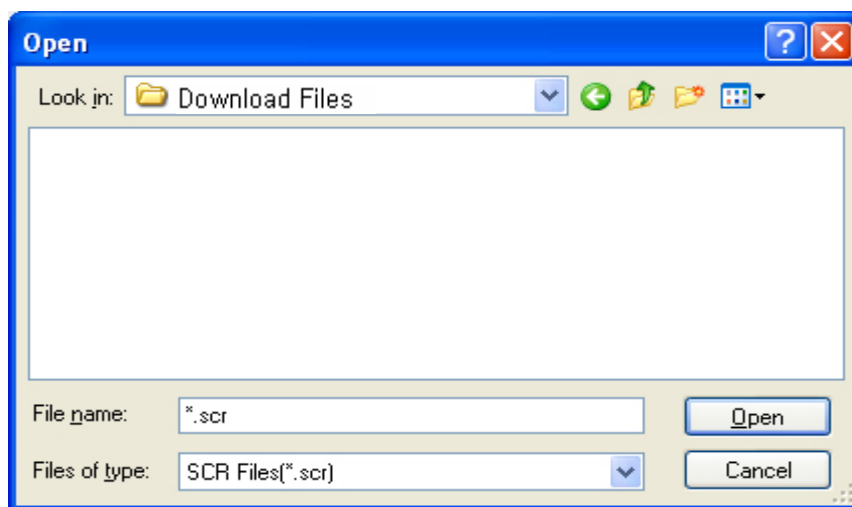 Open
Look in: Download Files
File name: *.scr Open
Files of type: SCR Files(*.scr) Cancel